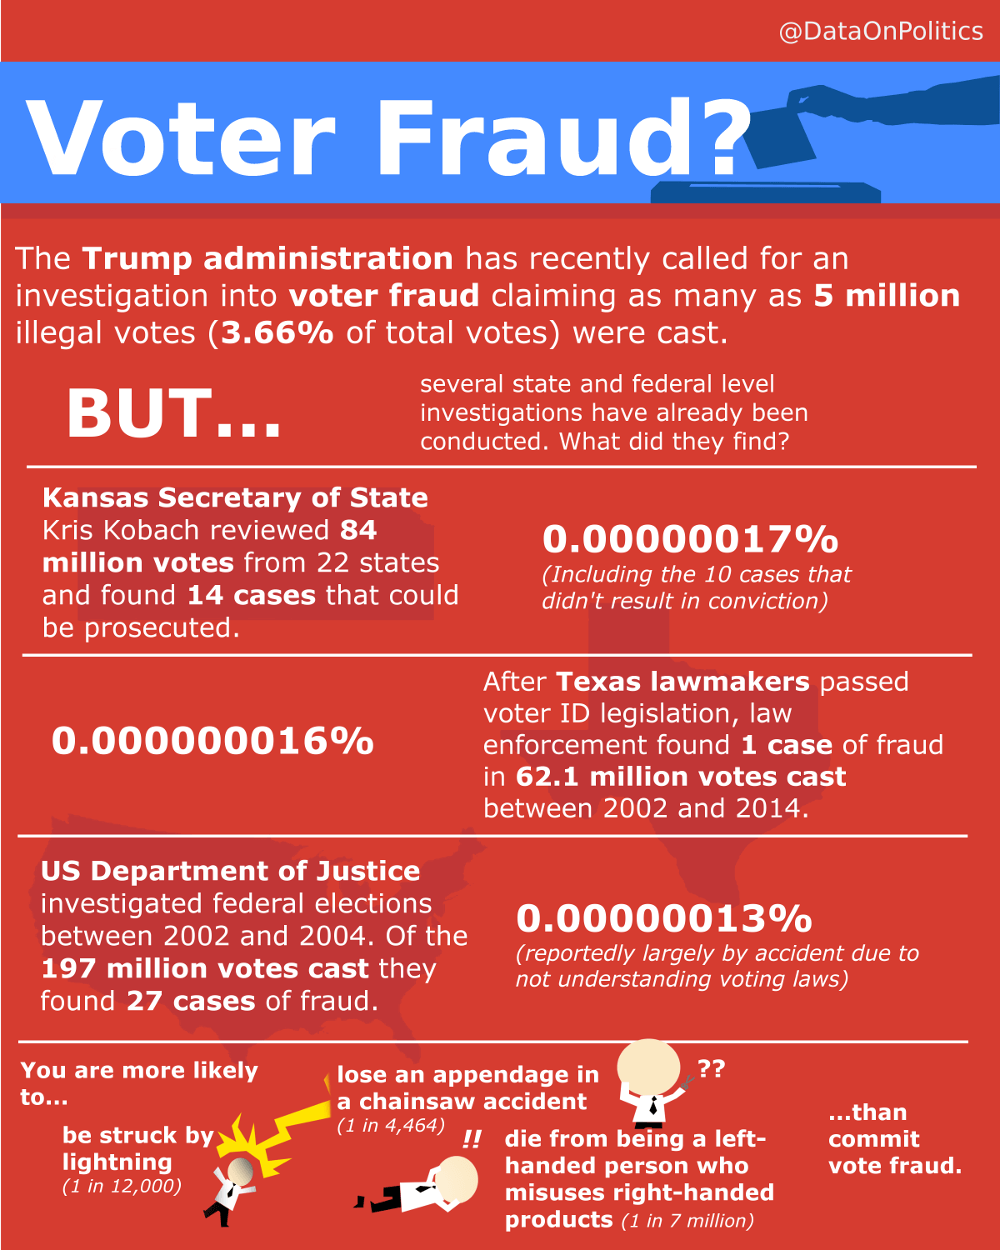 @DataOnPolitics
Voter Fraud?
The Trump administration has recently called for an
investigation into voter fraud claiming as many as 5 million
illegal votes (3.66% of total votes) were cast.
BUT...
several state and federal level
investigations have already been
conducted. What did they find?
Kansas Secretary of State
Kris Kobach reviewed 84
million votes from 22 states
and found 14 cases that could
be prosecuted.
0.00000017%
(Including the 10 cases that
didn't result in conviction)
0.000000016%
After Texas lawmakers passed
voter ID legislation, law
enforcement found 1 case of fraud
in 62.1 million votes cast
between 2002 and 2014.
US Department of Justice
investigated federal elections
between 2002 and 2004. Of the
197 million votes cast they
found 27 cases of fraud.
0.00000013%
(reportedly largely by accident due to
not understanding voting laws)
You are more likely
to...
be struck by
lightning
(1 in 12,000)
lose an appendage in
a chainsaw accident
(1 in 4,464)
!!
??
die from being a left-
handed person who
misuses right-handed
products (1 in 7 million)
...than
commit
vote fraud.